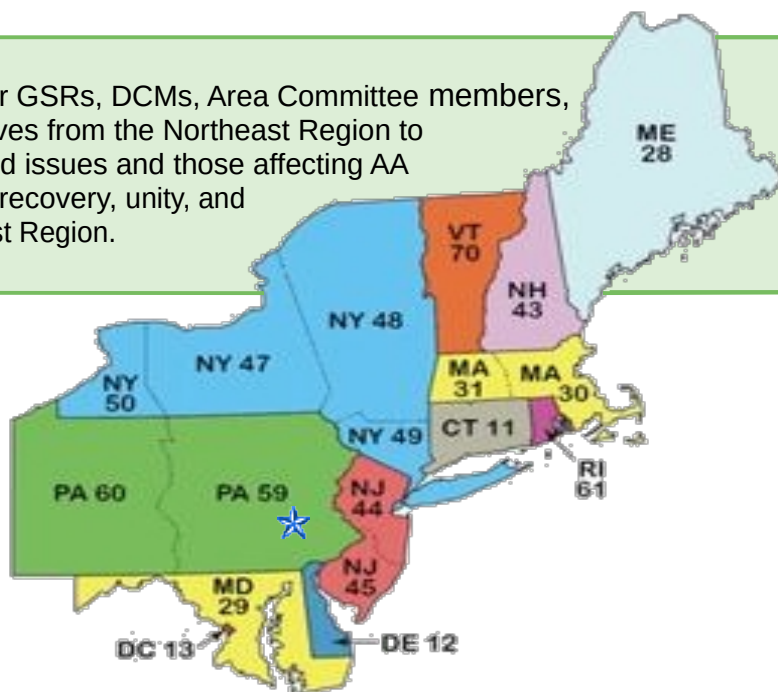 r GSRs, DCMs, Area Committee members,
ves from the Northeast Region to
d issues and those affecting AA
recovery, unity, and
st Region.
ME
28
VT
70
NH
43
NY 48
NY 47
NY
50
MA
31
MA
30
NY 49
CT 11
RI
61
PA 60
PA 59
NJ
44
NJ
45
MD
29
DC 13
DE 12